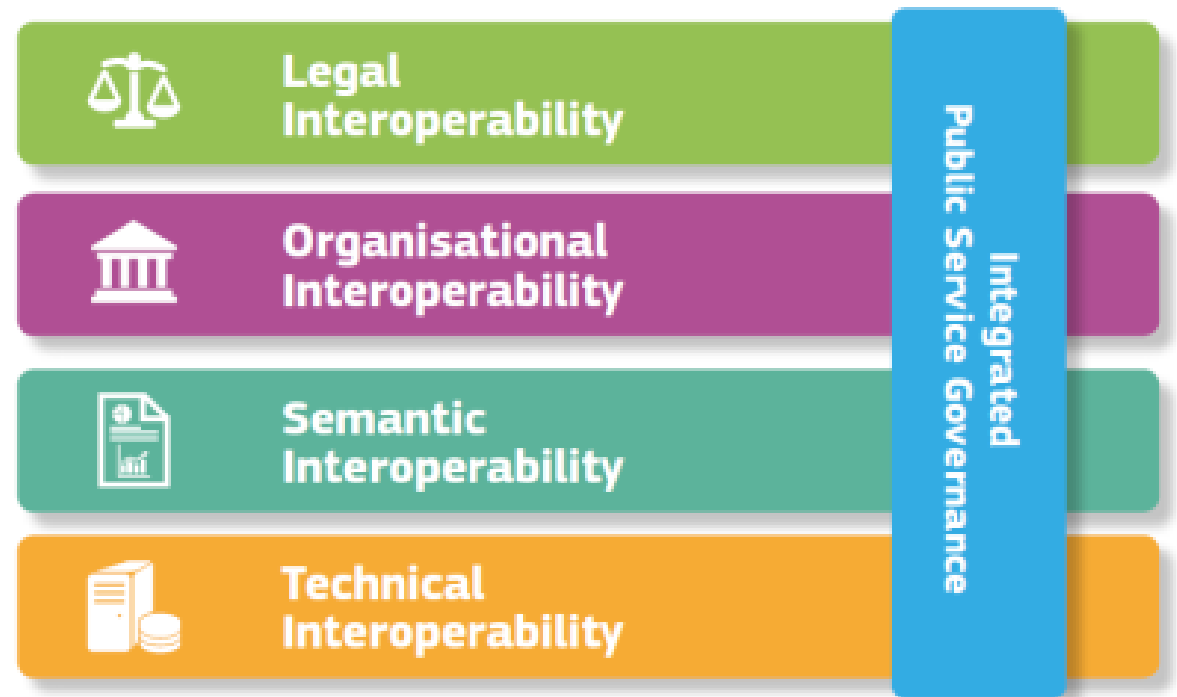 Legal
Interoperability
Organisational
Interoperability
Semantic
Interoperability
Technical
Interoperability
Integrated
Public Service Governance